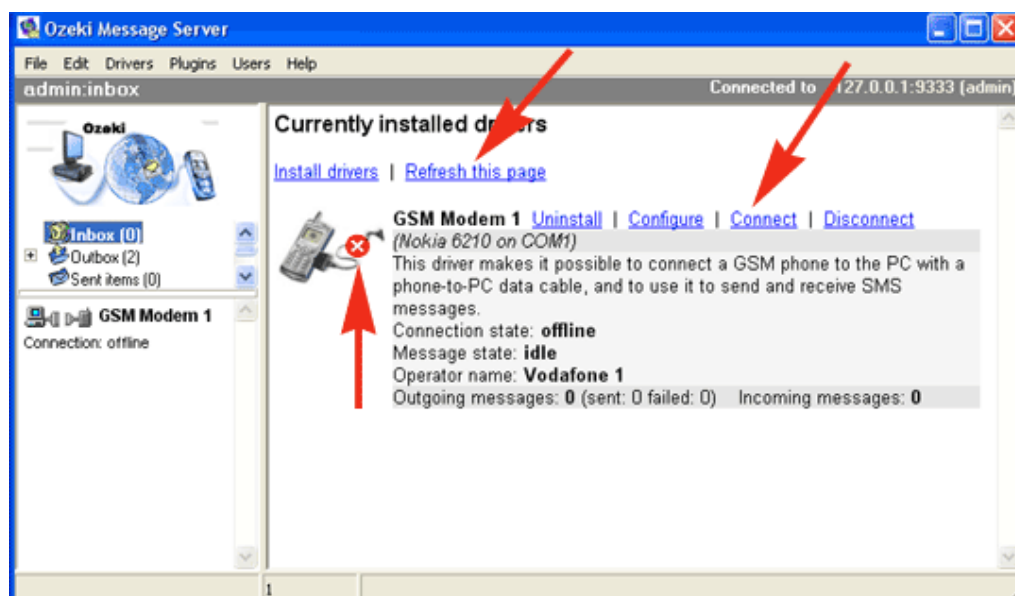 Ozeki Message Server
File Edit Drivers Plugins Users Help
admin:inbox
Connected to 127.0.0.1:9333 (admin)
Ozeki
Inbox (0)
Outbox (2)
Sent items (0)
GSM Modem 1
Connection: offline
Currently installed drivers
Install drivers | Refresh this page
GSM Modem 1 Uninstall | Configure | Connect | Disconnect
(Nokia 6210 on COM1)
This driver makes it possible to connect a GSM phone to the PC with a
phone-to-PC data cable, and to use it to send and receive SMS
messages.
Connection state: offline
Message state: idle
Operator name: Vodafone 1
Outgoing messages: 0 (sent: 0 failed: 0) Incoming messages: 0
1